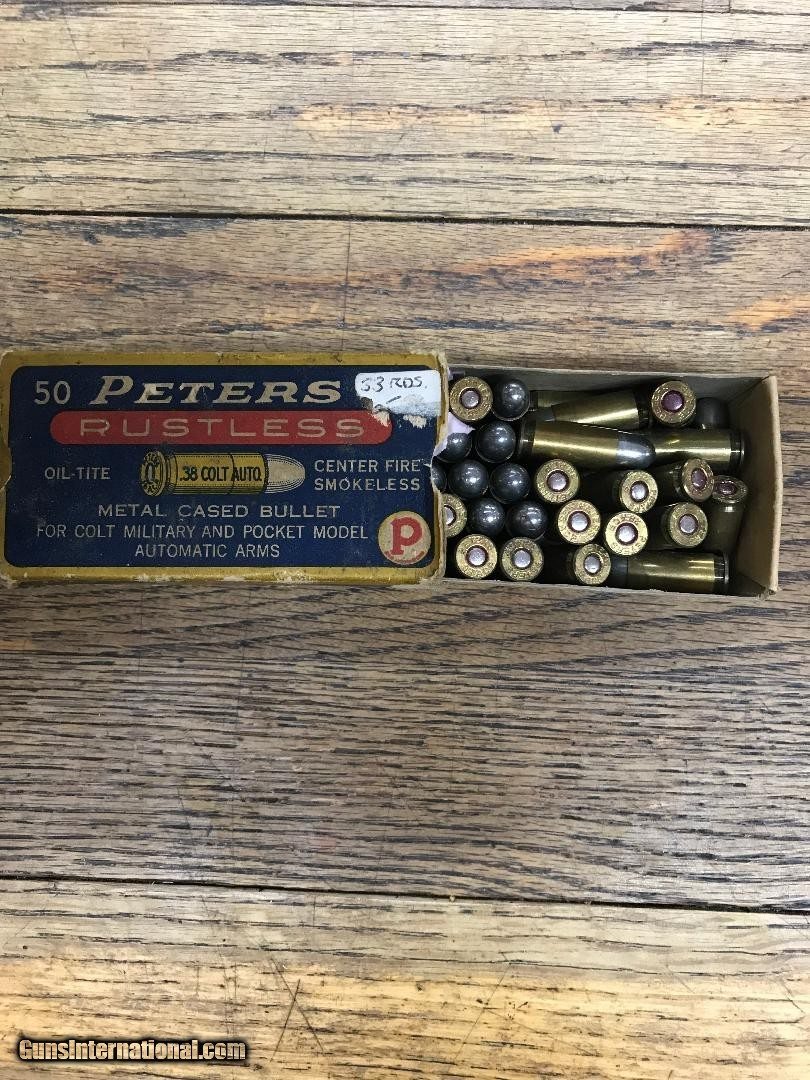 50 PETERS
53 RDS.
RUSTLESS
OIL-TITE
.38 COLT AUTO.
CENTER FIRE
SMOKELESS
METAL CASED BULLET
FOR COLT MILITARY AND POCKET MODEL
AUTOMATIC ARMS
P
GunsInternational.com